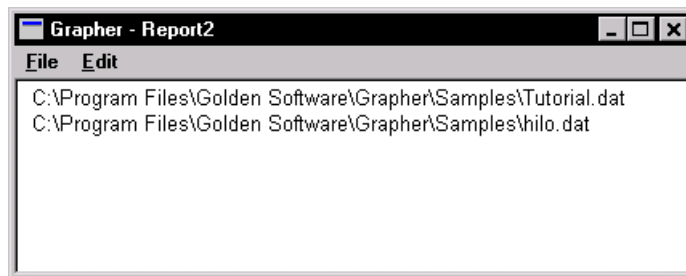 Grapher - Report2
File Edit
C:\Program Files\Golden Software\Grapher\Samples\Tutorial.dat
C:\Program Files\Golden Software\Grapher\Samples\hilo.dat